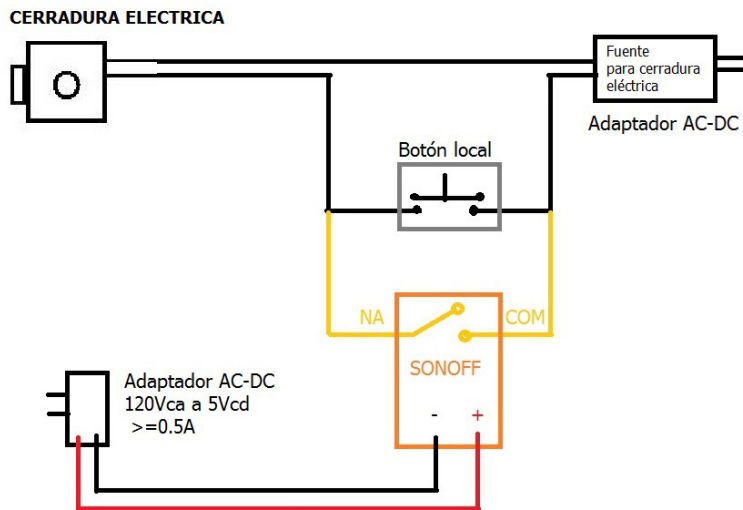 CERRADURA ELECTRICA
Fuente
para cerradura
eléctrica
Adaptador AC-DC
Botón local
NA
COM
SONOFF
- +
Adaptador AC-DC
120Vca a 5Vcd
>=0.5A